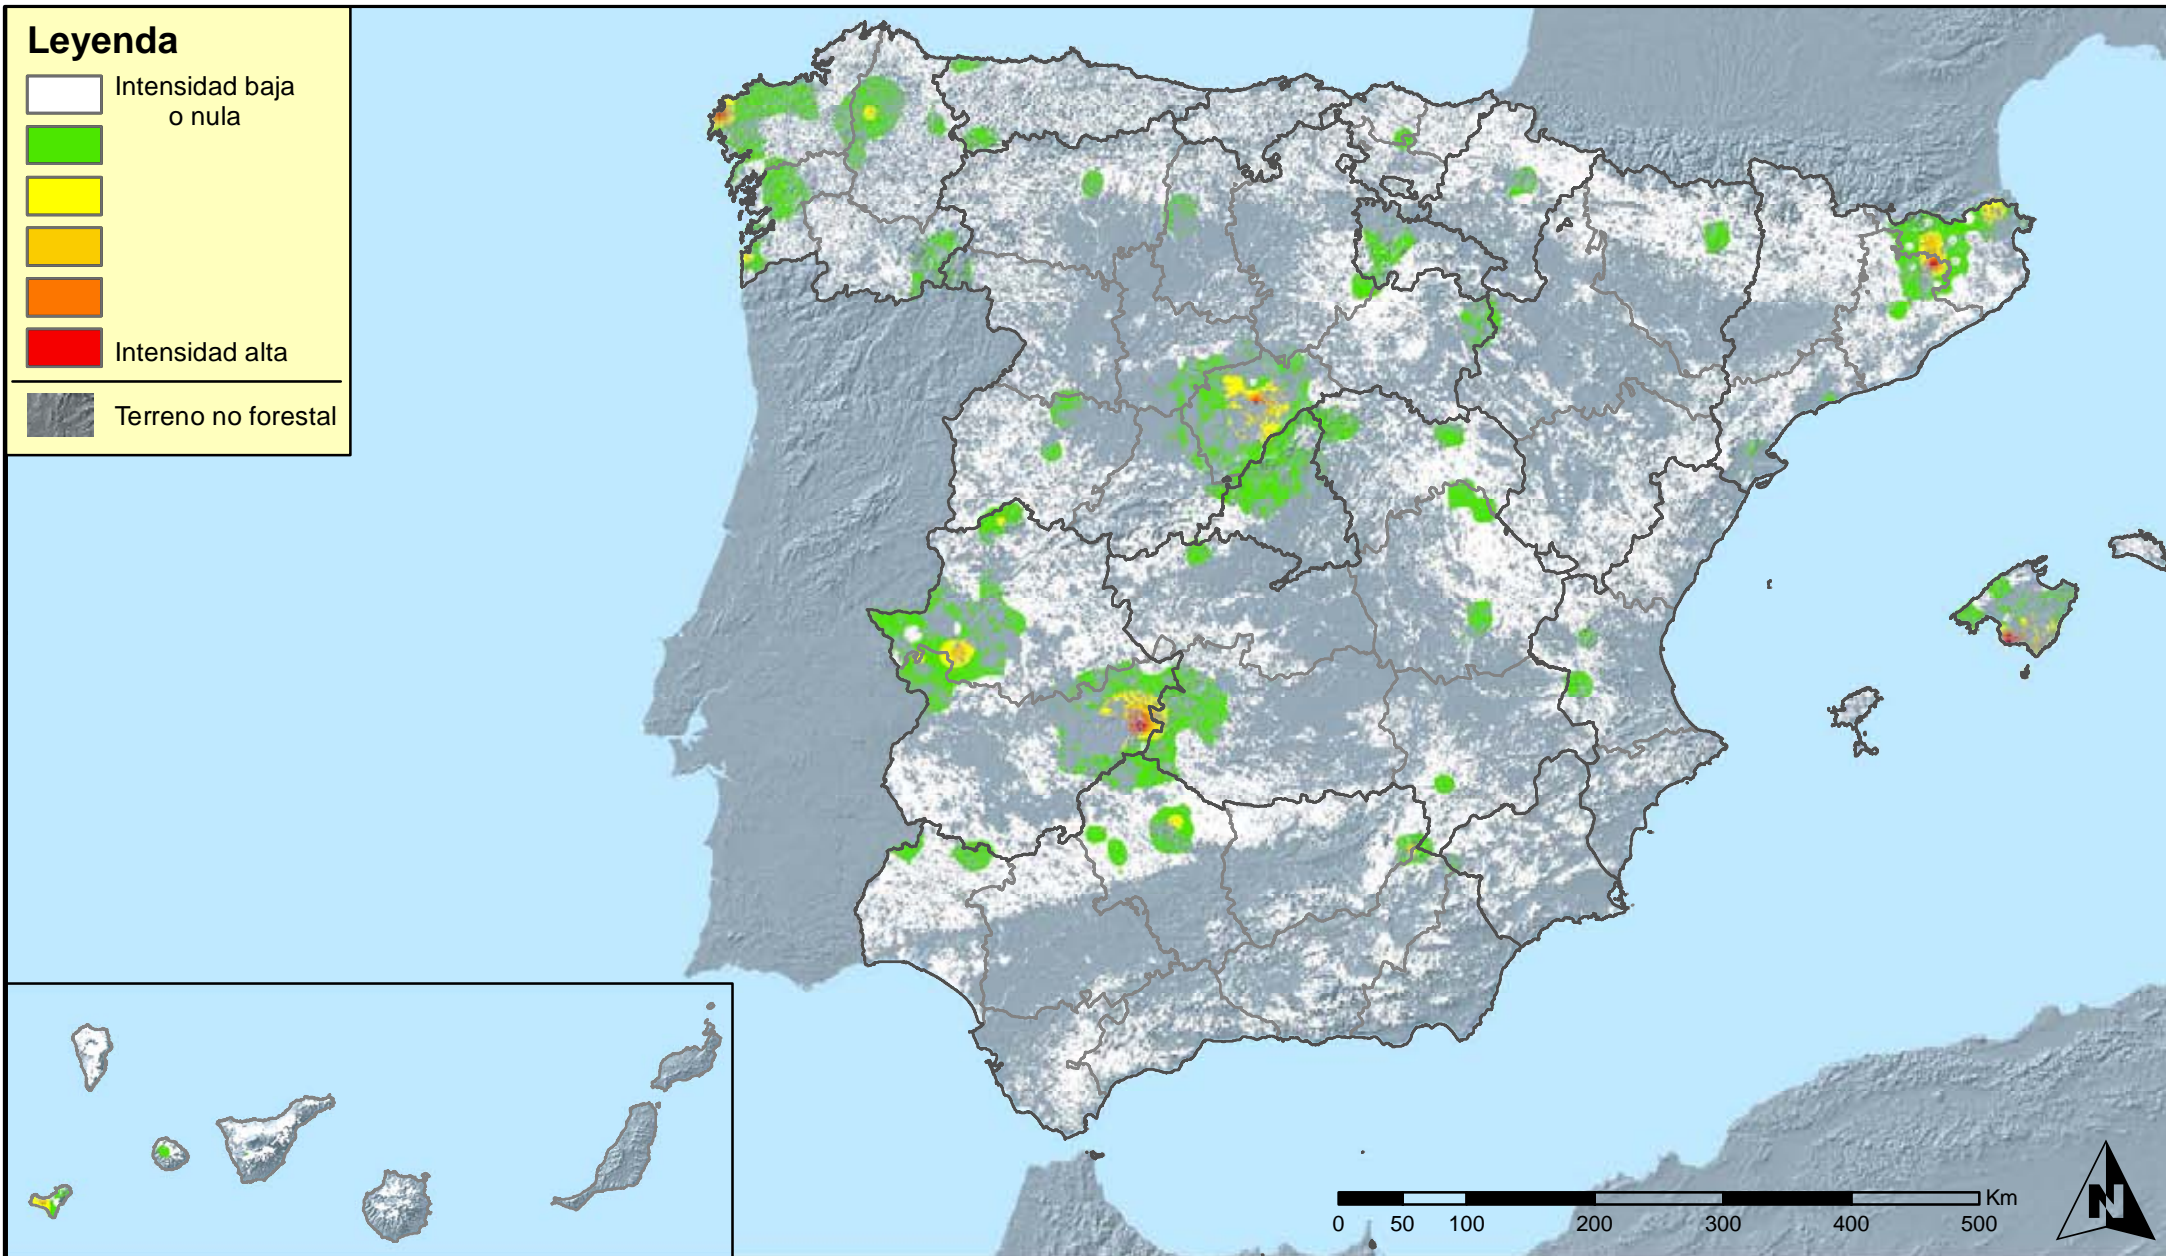 Leyenda
Intensidad baja
o nula
Intensidad alta
Terreno no forestal
Km
0 50 100 200 300 400 500
N